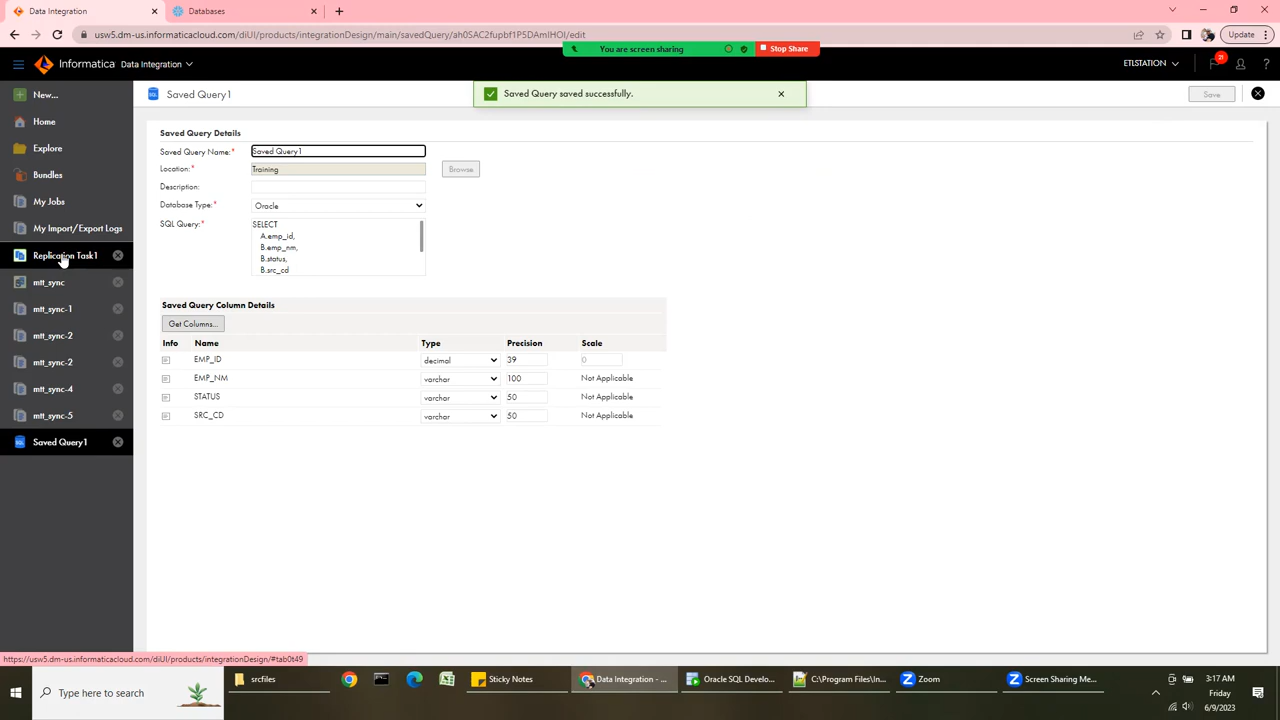 Data Integration
Databases
usw5.dm-us.informaticacloud.com/diUI/products/integrationDesign/main/savedQuery/ah0SAC2fupbf1P5DAmIHOI/edit
Update
You are screen sharing
Stop Share
Informatica
Data Integration
ETLSTATION
21
New...
Home
Explore
Bundles
My Jobs
My Import/Export Logs
Replication Task1
mtt_sync
mtt_sync-1
mtt_sync-2
mtt_sync-2
mtt_sync-4
mtt_sync-5
Saved Query1
Saved Query1
Saved Query saved successfully.
Save
Saved Query Details
Saved Query Name:* Saved Query1
Location:* Training
Browse
Description:
Database Type:* Oracle
SQL Query:* SELECT
A.emp_id,
B.emp_nm,
B.status,
B.src_cd
Saved Query Column Details
Get Columns...
Info Name Type Precision Scale
EMP_ID decimal 39 0
EMP_NM varchar 100 Not Applicable
STATUS varchar 50 Not Applicable
SRC_CD varchar 50 Not Applicable
https://usw5.dm-us.informaticacloud.com/diUI/products/integrationDesign/#tab0t49
Type here to search
srcfiles
Sticky Notes
Data Integration - ...
Oracle SQL Develo...
C:\Program Files\In...
Zoom
Screen Sharing Me...
3:17 AM
Friday
6/9/2023